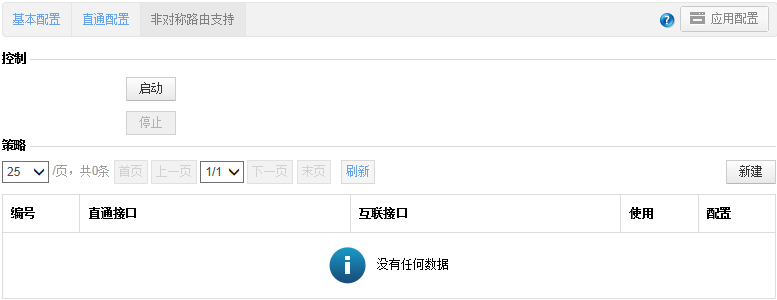 基本配置 直通配置 非对称路由支持 ? 应用配置
控制
启动
停止
策略
25 /页，共0条 首页 上一页 1/1 下一页 末页 刷新 新建
编号 直通接口 互联接口 使用 配置
没有任何数据